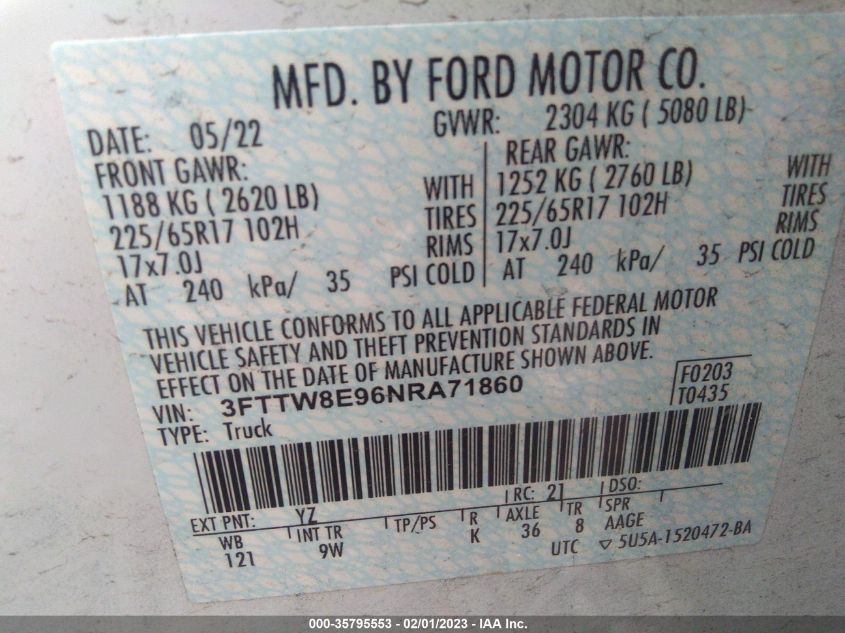 MFD. BY FORD MOTOR CO.
DATE: 05/22 GVWR: 2304 KG ( 5080 LB)
FRONT GAWR: REAR GAWR:
1188 KG ( 2620 LB) WITH 1252 KG ( 2760 LB) WITH
225/65R17 102H TIRES 225/65R17 102H TIRES
17x7.0J RIMS 17x7.0J RIMS
AT 240 kPa/ 35 PSI COLD AT 240 kPa/ 35 PSI COLD
THIS VEHICLE CONFORMS TO ALL APPLICABLE FEDERAL MOTOR
VEHICLE SAFETY AND THEFT PREVENTION STANDARDS IN
EFFECT ON THE DATE OF MANUFACTURE SHOWN ABOVE.
VIN: 3FTTW8E96NRA71860 F0203
TYPE: Truck T0435
EXT PNT: YZ RC: 21 DSO:
WB INT TR TP/PS R AXLE TR SPR
121 9W K 36 8 AAGE
UTC ▽ 5U5A-1520472-BA
000-35795553 - 02/01/2023 - IAA Inc.